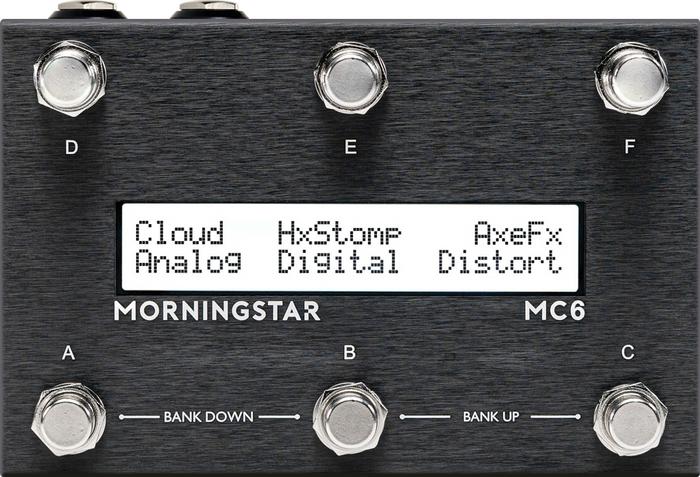 D E F
Cloud HxStomp AxeFx
Analog Digital Distort
MORNINGSTAR MC6
A B C
BANK DOWN BANK UP